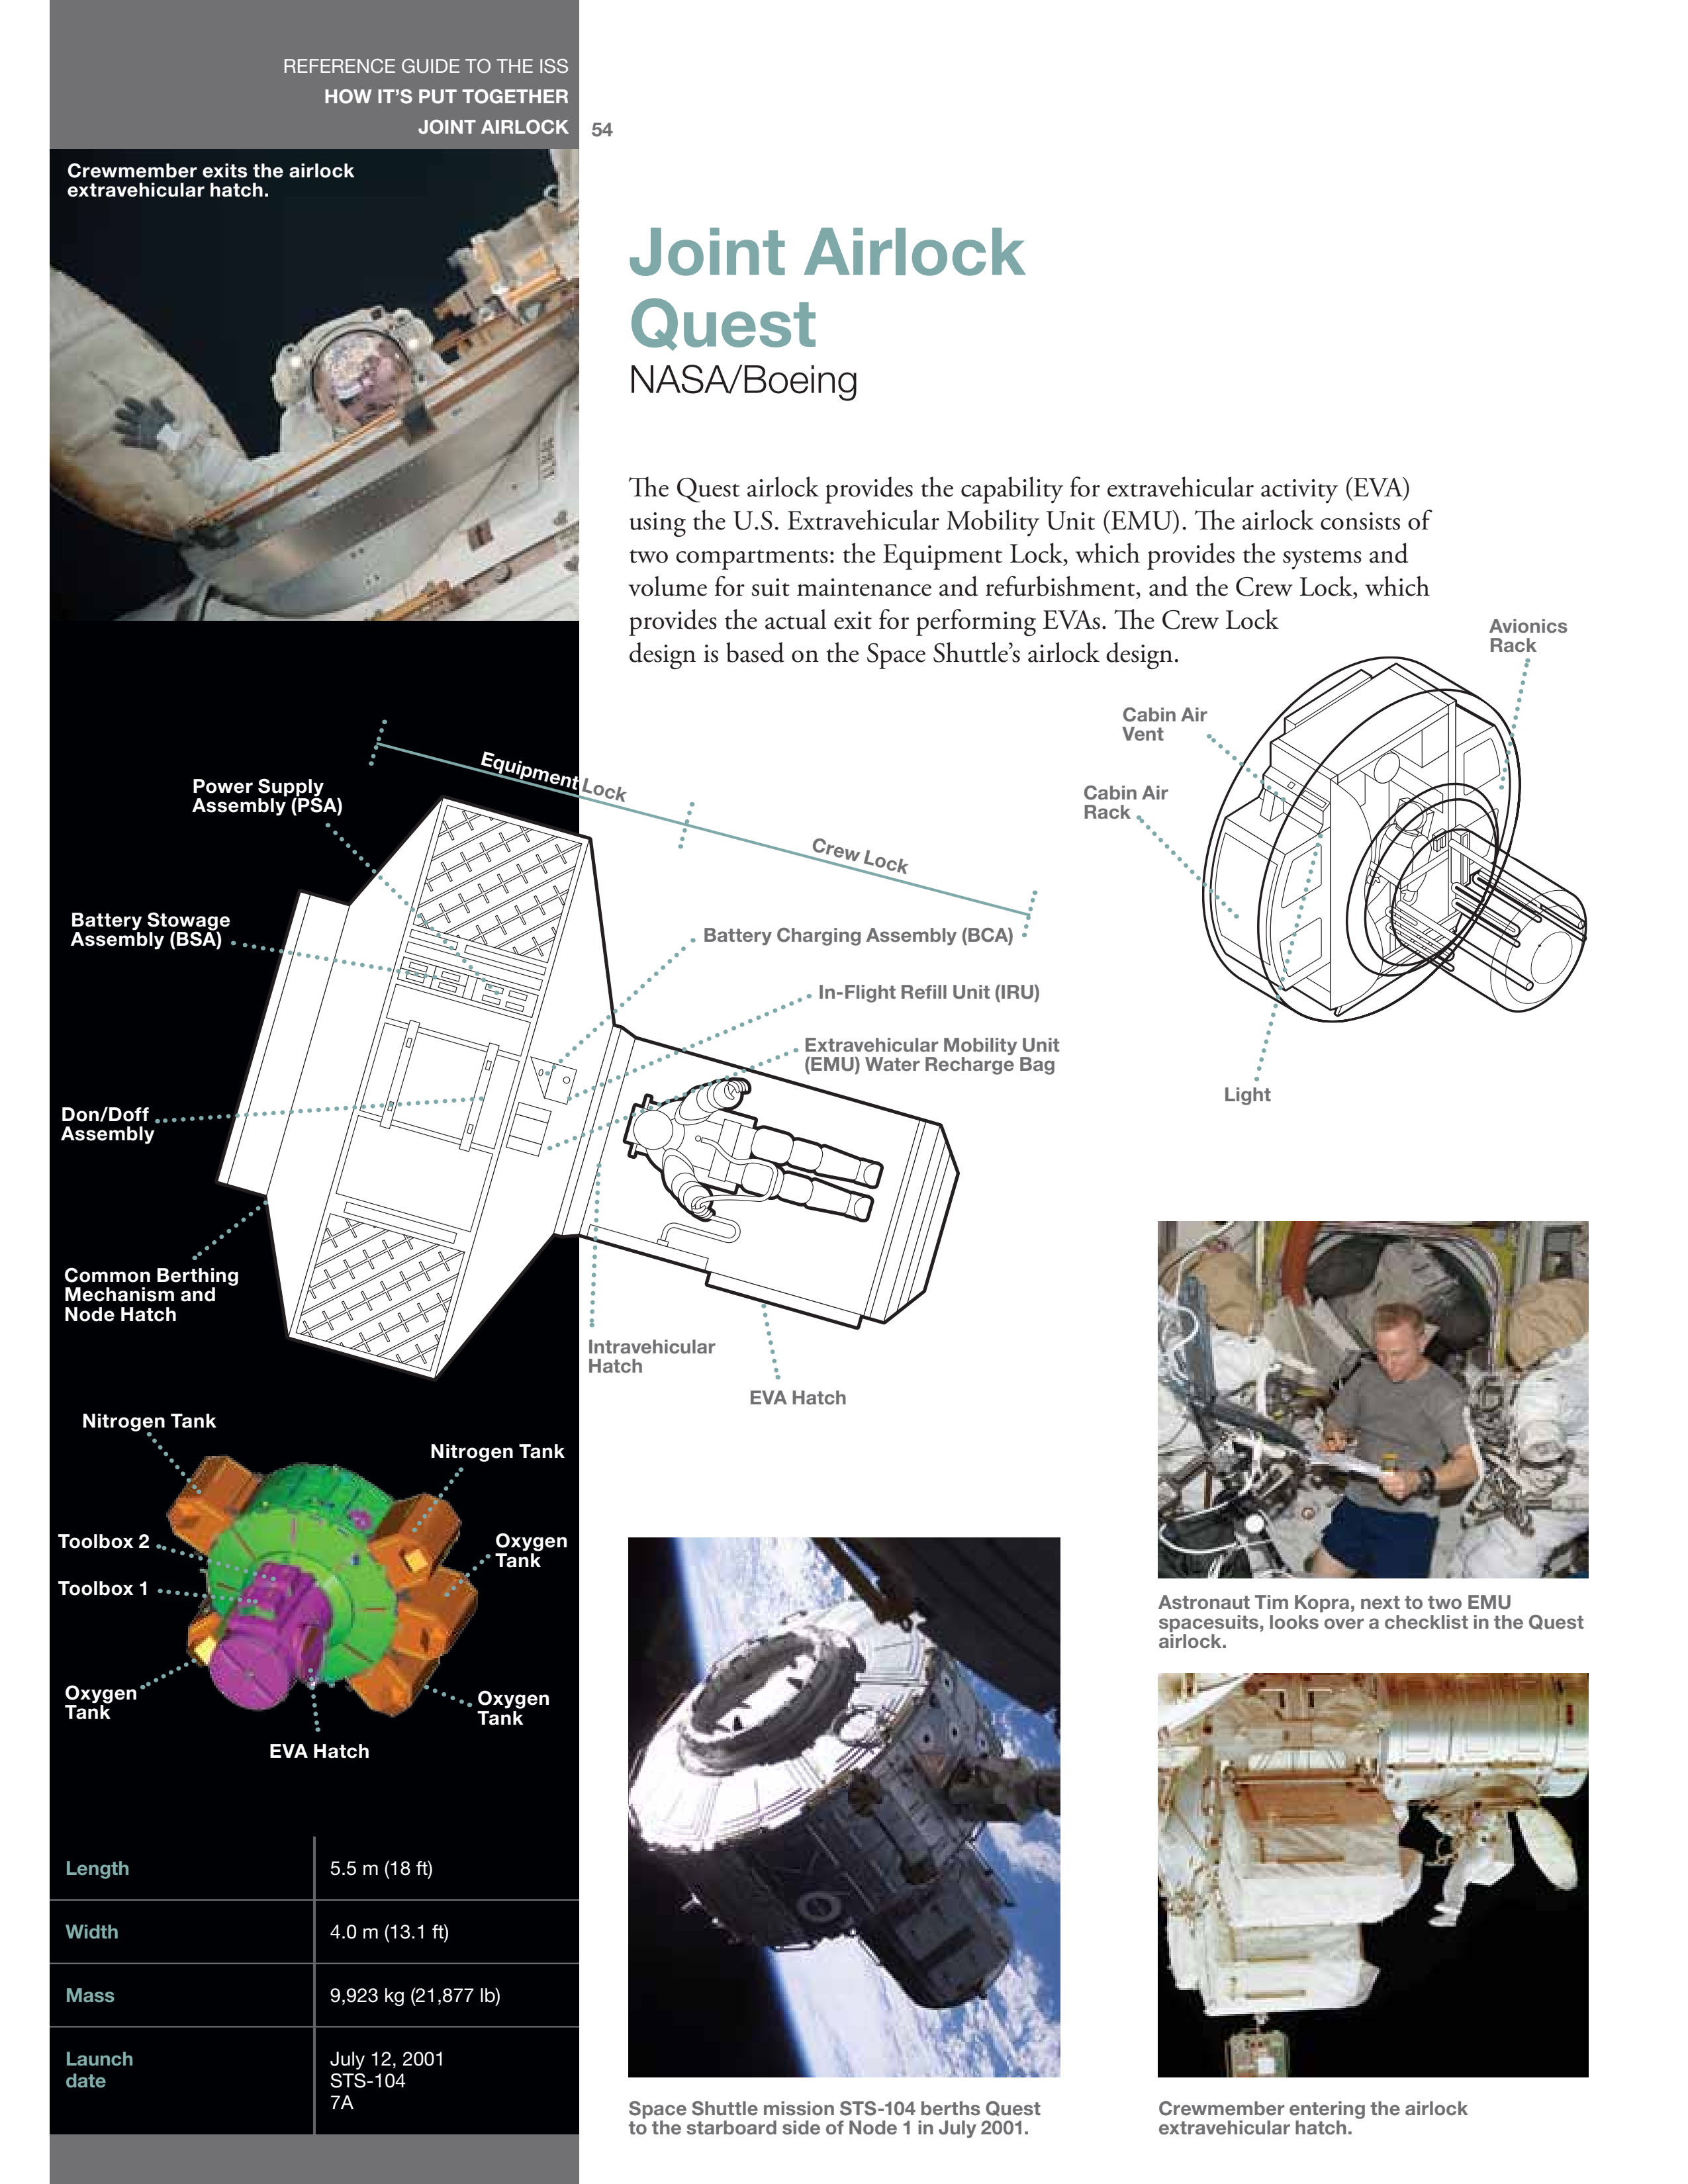 REFERENCE GUIDE TO THE ISS
HOW IT'S PUT TOGETHER
JOINT AIRLOCK
54
Crewmember exits the airlock
extravehicular hatch.
Joint Airlock
Quest
NASA/Boeing
The Quest airlock provides the capability for extravehicular activity (EVA)
using the U.S. Extravehicular Mobility Unit (EMU). The airlock consists of
two compartments: the Equipment Lock, which provides the systems and
volume for suit maintenance and refurbishment, and the Crew Lock, which
provides the actual exit for performing EVAs. The Crew Lock
design is based on the Space Shuttle's airlock design.
Avionics
Rack
Cabin Air
Vent
Cabin Air
Rack
Light
Equipment Lock
Crew Lock
Power Supply
Assembly (PSA)
Battery Stowage
Assembly (BSA)
Battery Charging Assembly (BCA)
In-Flight Refill Unit (IRU)
Extravehicular Mobility Unit
(EMU) Water Recharge Bag
Don/Doff
Assembly
Common Berthing
Mechanism and
Node Hatch
Intravehicular
Hatch
EVA Hatch
Nitrogen Tank
Nitrogen Tank
Toolbox 2
Oxygen
Tank
Toolbox 1
Oxygen
Tank
Oxygen
Tank
EVA Hatch
Astronaut Tim Kopra, next to two EMU
spacesuits, looks over a checklist in the Quest
airlock.
Length
5.5 m (18 ft)
Width
4.0 m (13.1 ft)
Mass
9,923 kg (21,877 lb)
Launch
date
July 12, 2001
STS-104
7A
Space Shuttle mission STS-104 berths Quest
to the starboard side of Node 1 in July 2001.
Crewmember entering the airlock
extravehicular hatch.